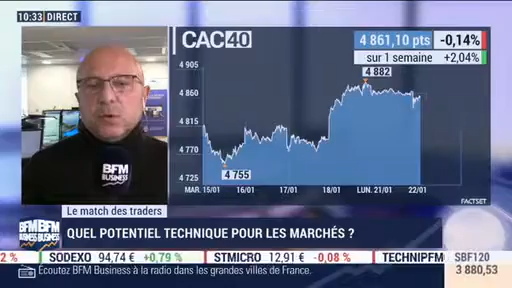 10:33 DIRECT
CAC40
4 861,10 pts -0,14%
sur 1 semaine +2,04%
4 905
4 882
4 860
4 815
4 770
4 755
4 725
MAR. 15/01 16/01 17/01 18/01 LUN. 21/01 22/01
FACTSET
BFM
BUSINESS
Le match des traders
BFM BFM
BUSINESS BUSINESS
QUEL POTENTIEL TECHNIQUE POUR LES MARCHÉS ?
2 % SODEXO 94,74 € +0,79 % STMICRO 12,91 € -0,08 % TECHNIPFM
SBF120
3 880,53
Écoutez BFM Business à la radio dans les grandes villes de France.